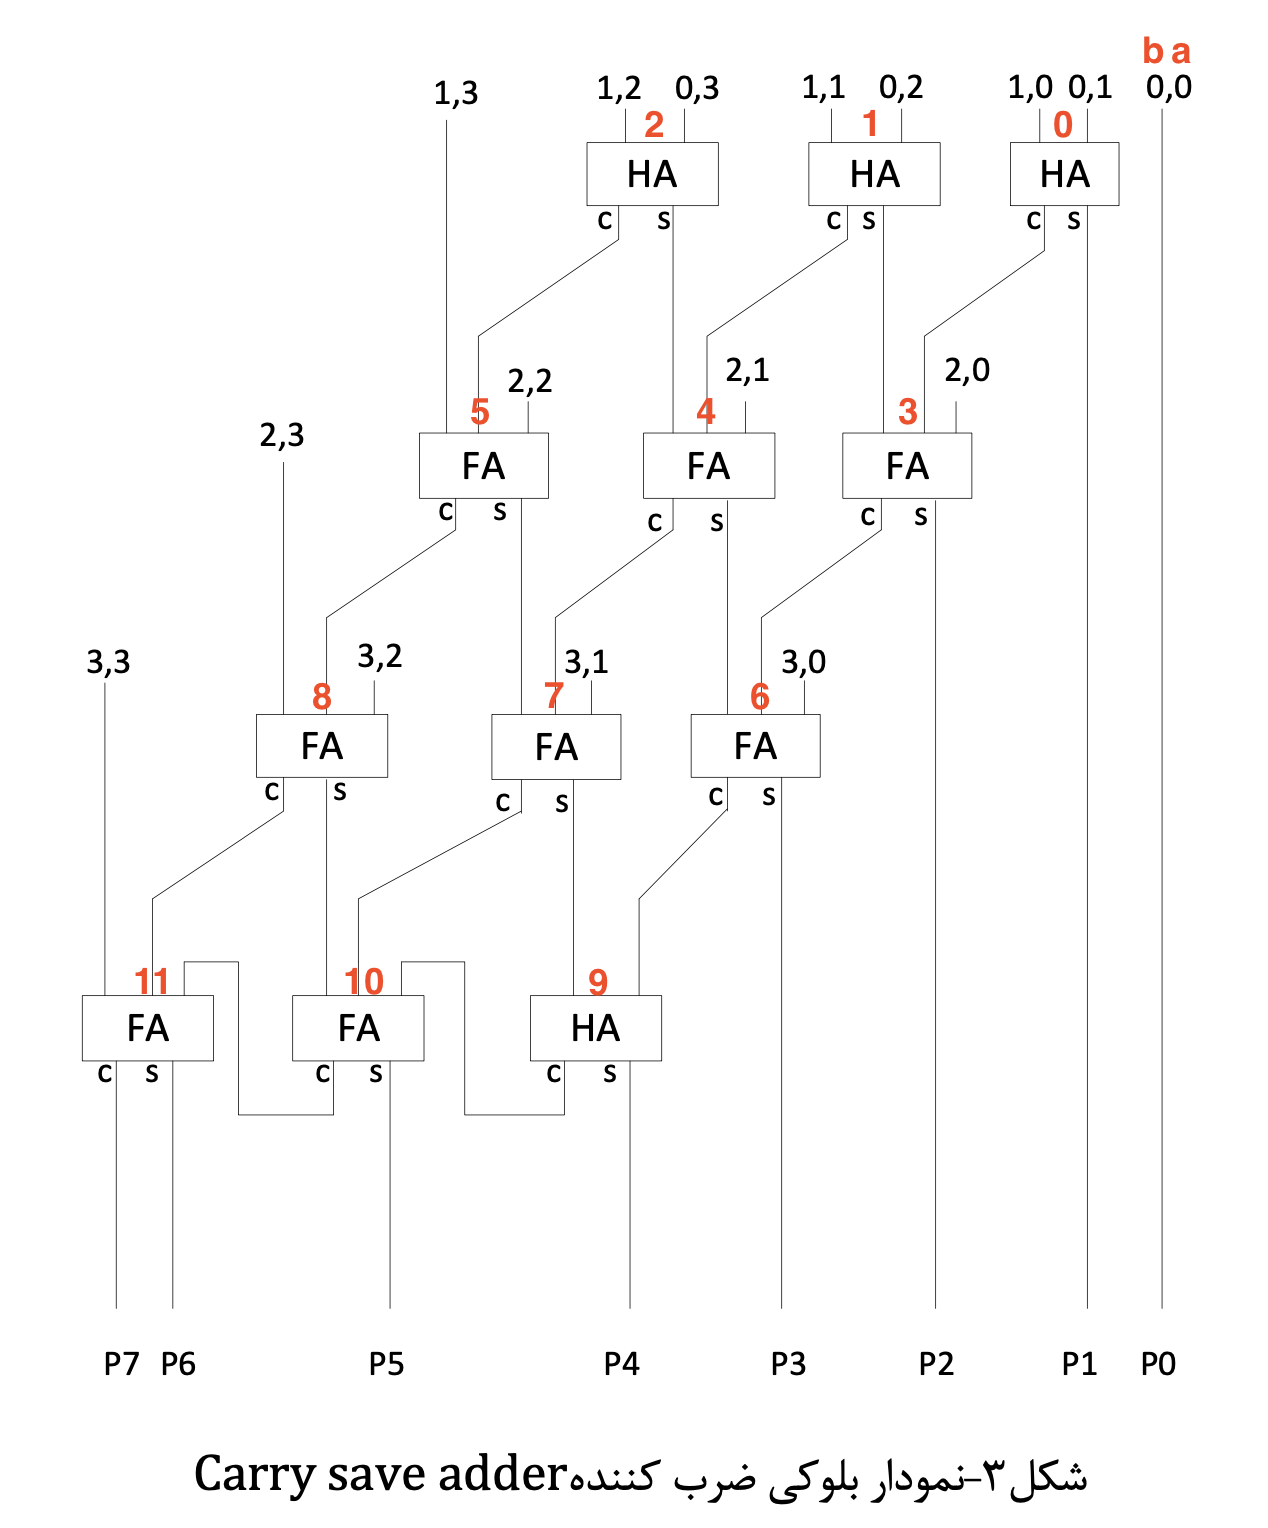 b a
1,3 1,2 0,3 1,1 0,2 1,0 0,1 0,0
2 1 0
HA HA HA
c s c s c s
2,2 2,1 2,0
5 4 3
2,3
FA FA FA
c s c s c s
3,3 3,2 3,1 3,0
8 7 6
FA FA FA
c s c s c s
11 10 9
FA FA HA
c s c s c s
P7 P6 P5 P4 P3 P2 P1 P0
شکل۳-نمودار بلوکی ضرب کننده Carry save adder